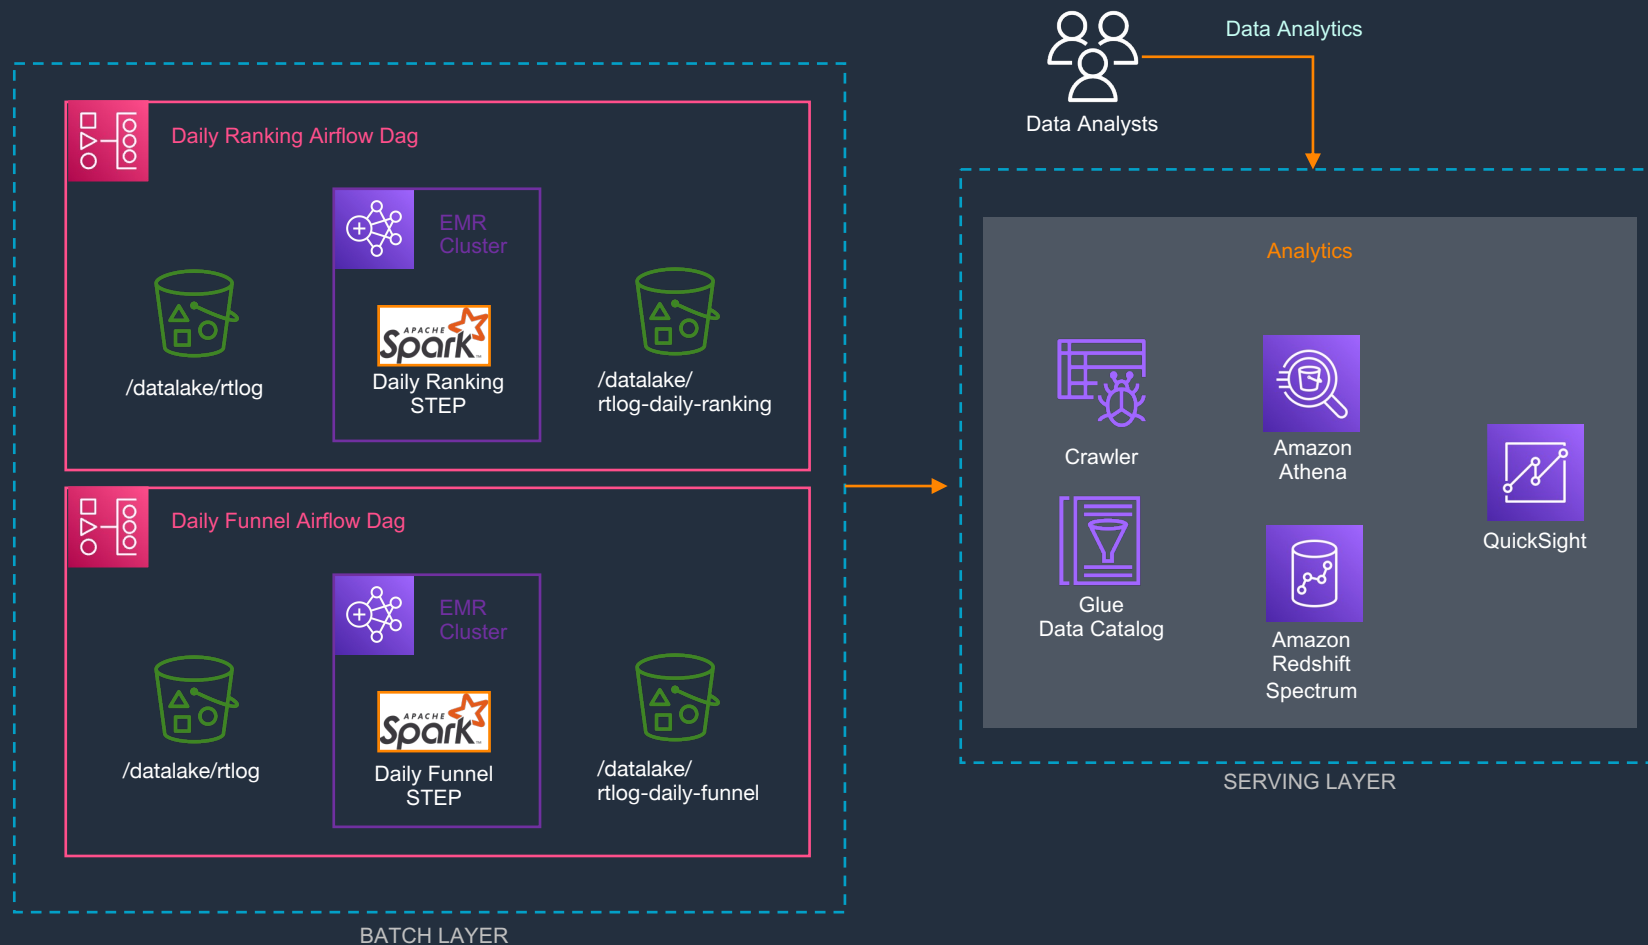 Data Analytics
Data Analysts
Daily Ranking Airflow Dag
EMR
Cluster
/datalake/rtlog
APACHE
Spark™
Daily Ranking
STEP
/datalake/
rtlog-daily-ranking
Daily Funnel Airflow Dag
EMR
Cluster
/datalake/rtlog
APACHE
Spark™
Daily Funnel
STEP
/datalake/
rtlog-daily-funnel
BATCH LAYER
Analytics
Crawler
Glue
Data Catalog
Amazon
Athena
Amazon
Redshift
Spectrum
QuickSight
SERVING LAYER